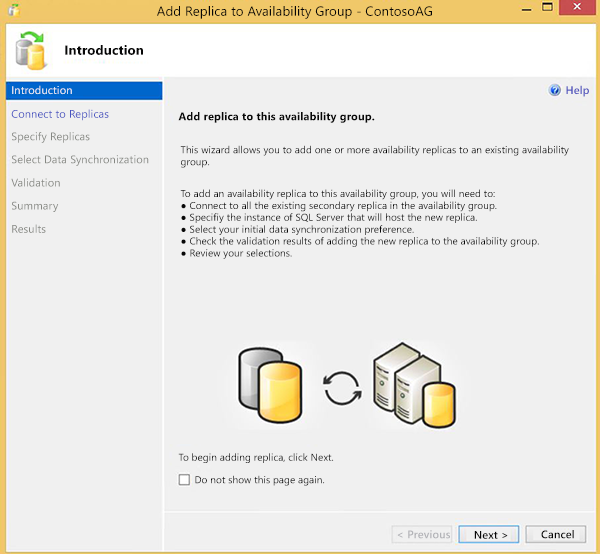 Add Replica to Availability Group - ContosoAG
Introduction
Introduction
Connect to Replicas
Specify Replicas
Select Data Synchronization
Validation
Summary
Results
Help
Add replica to this availability group.
This wizard allows you to add one or more availability replicas to an existing availability
group.
To add an availability replica to this availability group, you will need to:
● Connect to all the existing secondary replica in the availability group.
● Specifiy the instance of SQL Server that will host the new replica.
● Select your initial data synchronization preference.
● Check the validation results of adding the new replica to the availability group.
● Review your selections.
To begin adding replica, click Next.
Do not show this page again.
< Previous
Next >
Cancel